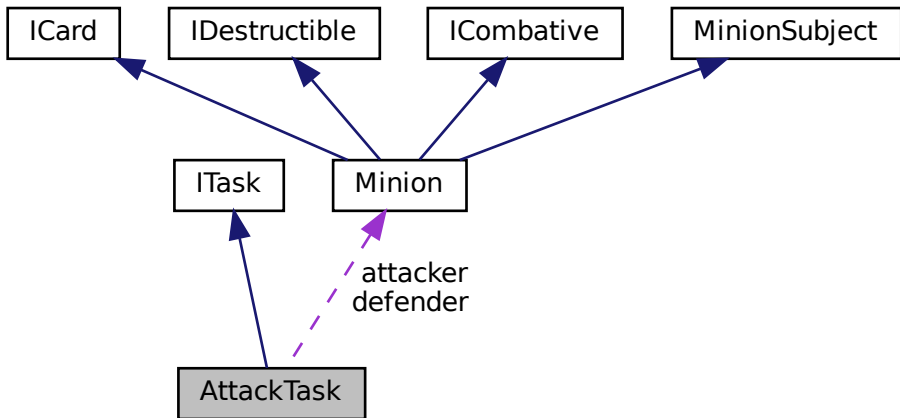 ICard
IDestructible
ICombative
MinionSubject
ITask
Minion
attacker
defender
AttackTask